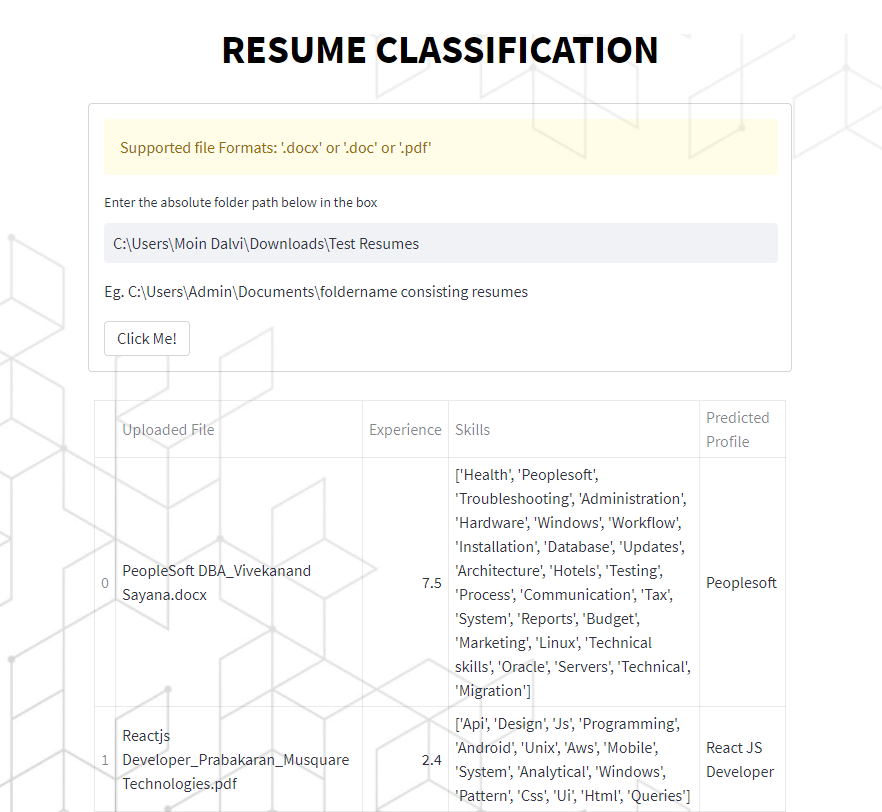 RESUME CLASSIFICATION
Supported file Formats: '.docx' or '.doc' or '.pdf'
Enter the absolute folder path below in the box
C:\Users\Moin Dalvi\Downloads\Test Resumes
Eg. C:\Users\Admin\Documents\foldername consisting resumes
Click Me!
Uploaded File
Experience
Skills
Predicted
Profile
0
PeopleSoft DBA_Vivekanand
Sayana.docx
7.5
['Health', 'Peoplesoft',
'Troubleshooting', 'Administration',
'Hardware', 'Windows', 'Workflow',
'Installation', 'Database', 'Updates',
'Architecture', 'Hotels', 'Testing',
'Process', 'Communication', 'Tax',
'System', 'Reports', 'Budget',
'Marketing', 'Linux', 'Technical
skills', 'Oracle', 'Servers', 'Technical',
'Migration']
Peoplesoft
1
Reactjs
Developer_Prabakaran_Musquare
Technologies.pdf
2.4
['Api', 'Design', 'Js', 'Programming',
'Android', 'Unix', 'Aws', 'Mobile',
'System', 'Analytical', 'Windows',
'Pattern', 'Css', 'Ui', 'Html', 'Queries']
React JS
Developer